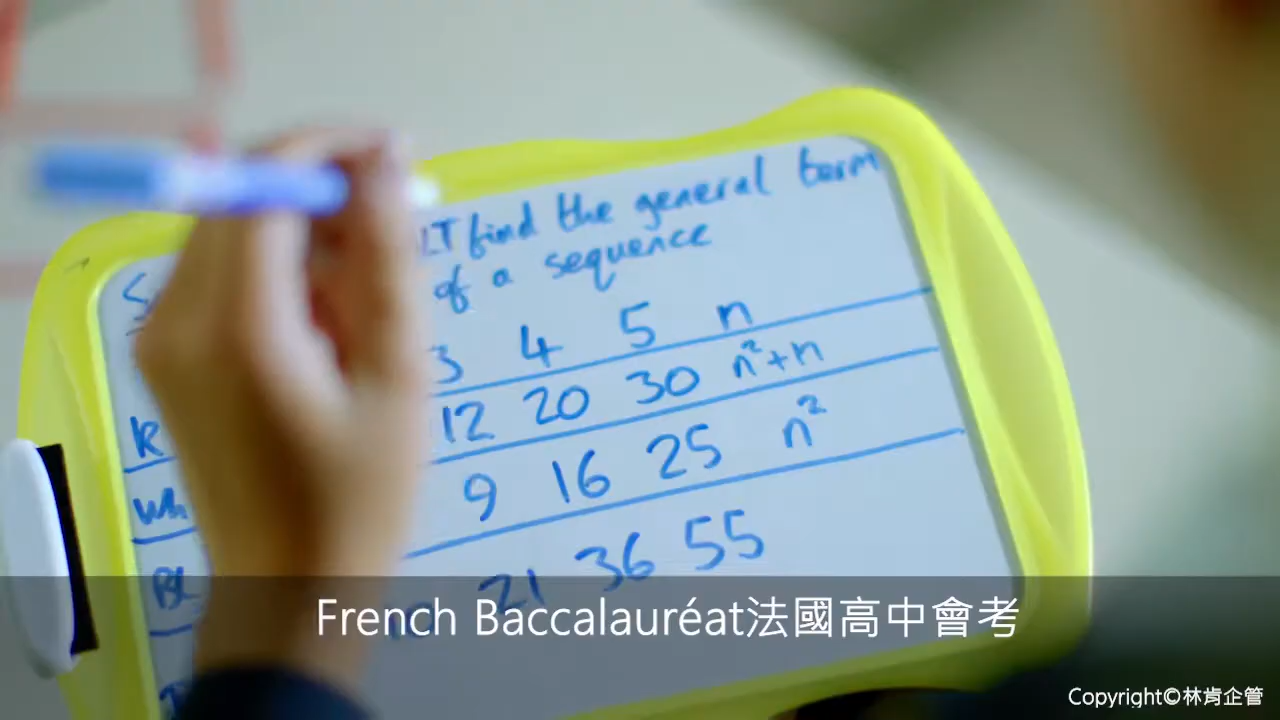 LT find the general term
of a sequence
3 4 5 n
12 20 30 n²+n
9 16 25 n²
21 36 55
French Baccalauréat法國高中會考
Copyright©林肯企管